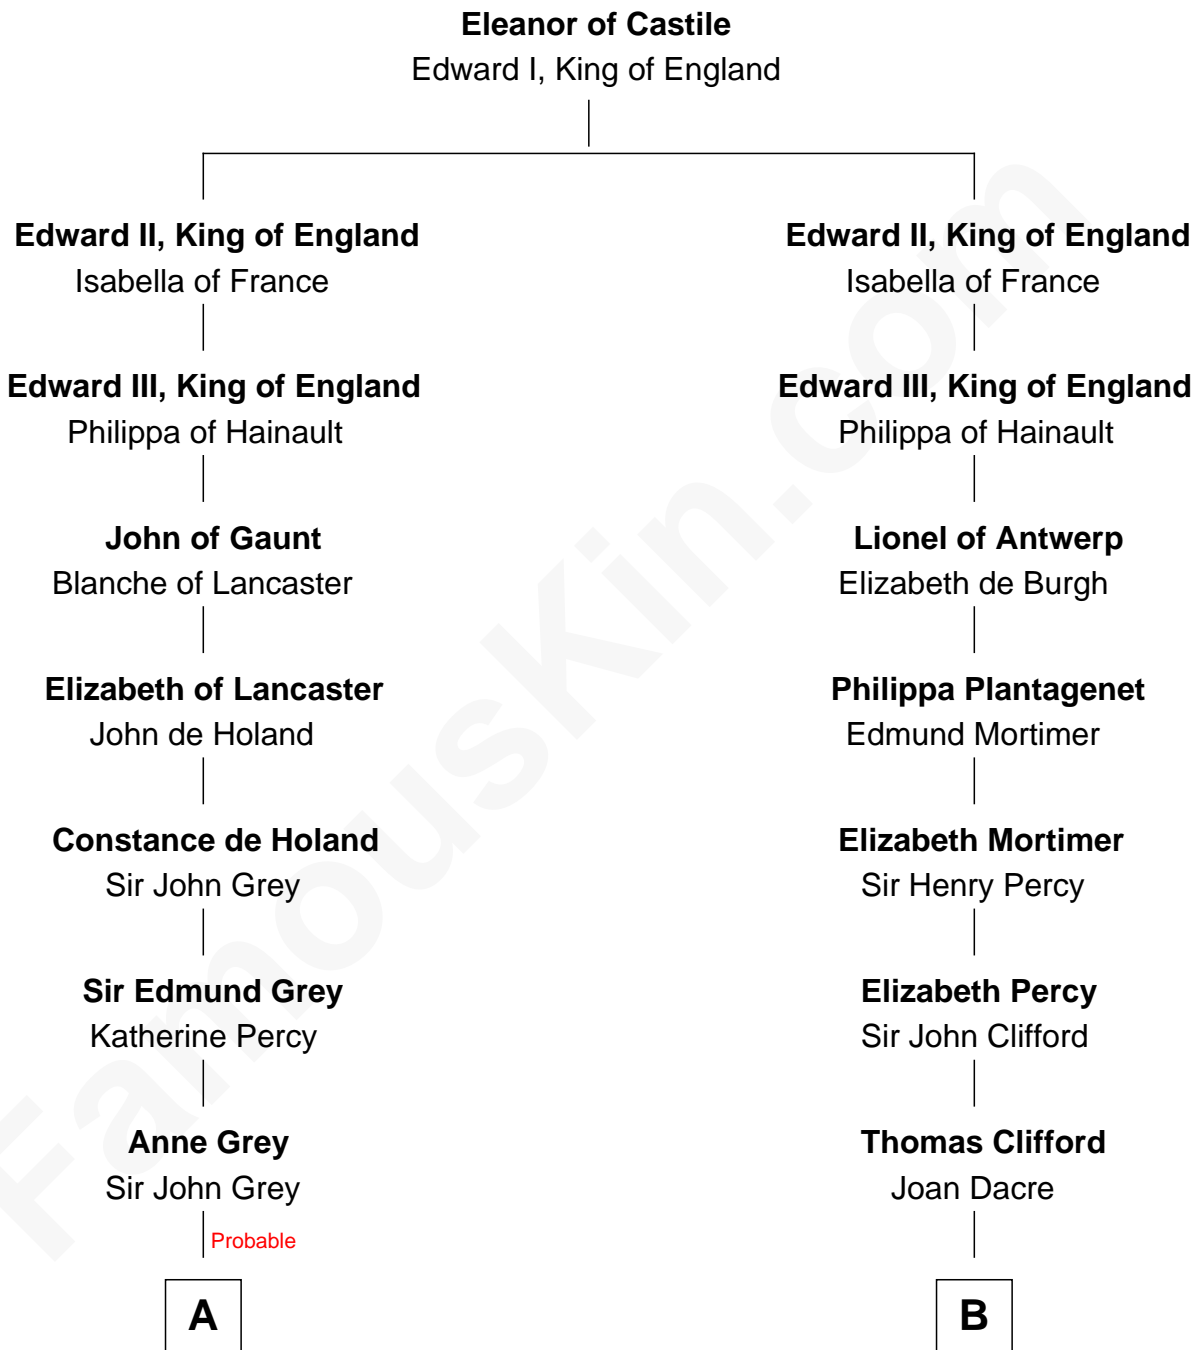 Eleanor of Castile
Edward I, King of England
Edward II, King of England
Isabella of France
Edward III, King of England
Philippa of Hainault
John of Gaunt
Blanche of Lancaster
Elizabeth of Lancaster
John de Holand
Constance de Holand
Sir John Grey
Sir Edmund Grey
Katherine Percy
Anne Grey
Sir John Grey
Probable
A
Edward II, King of England
Isabella of France
Edward III, King of England
Philippa of Hainault
Lionel of Antwerp
Elizabeth de Burgh
Philippa Plantagenet
Edmund Mortimer
Elizabeth Mortimer
Sir Henry Percy
Elizabeth Percy
Sir John Clifford
Thomas Clifford
Joan Dacre
B
FamousKin.com